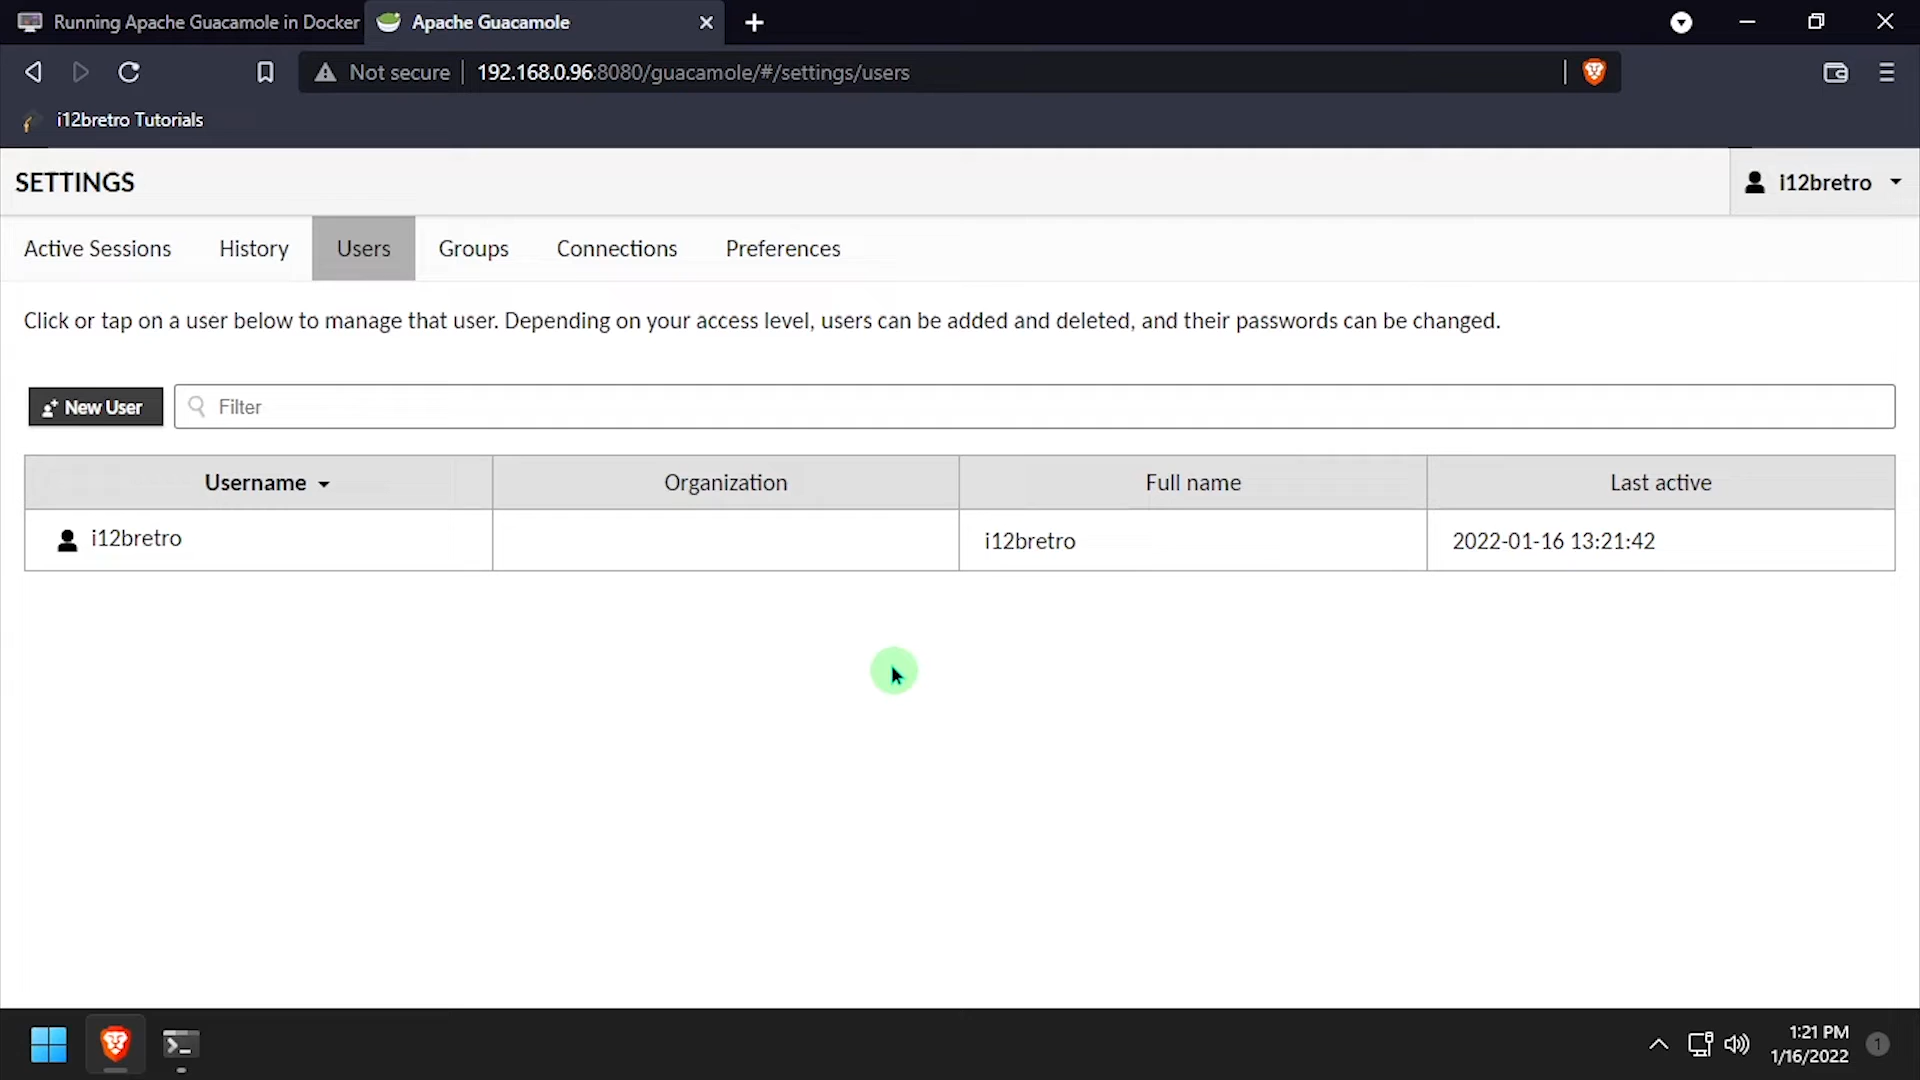 Running Apache Guacamole in Docker
Apache Guacamole
Not secure
192.168.0.96:8080/guacamole/#/settings/users
i12bretro Tutorials
SETTINGS
i12bretro
Active Sessions
History
Users
Groups
Connections
Preferences
Click or tap on a user below to manage that user. Depending on your access level, users can be added and deleted, and their passwords can be changed.
New User
Filter
Username
Organization
Full name
Last active
i12bretro
i12bretro
2022-01-16 13:21:42
1:21 PM
1/16/2022
1